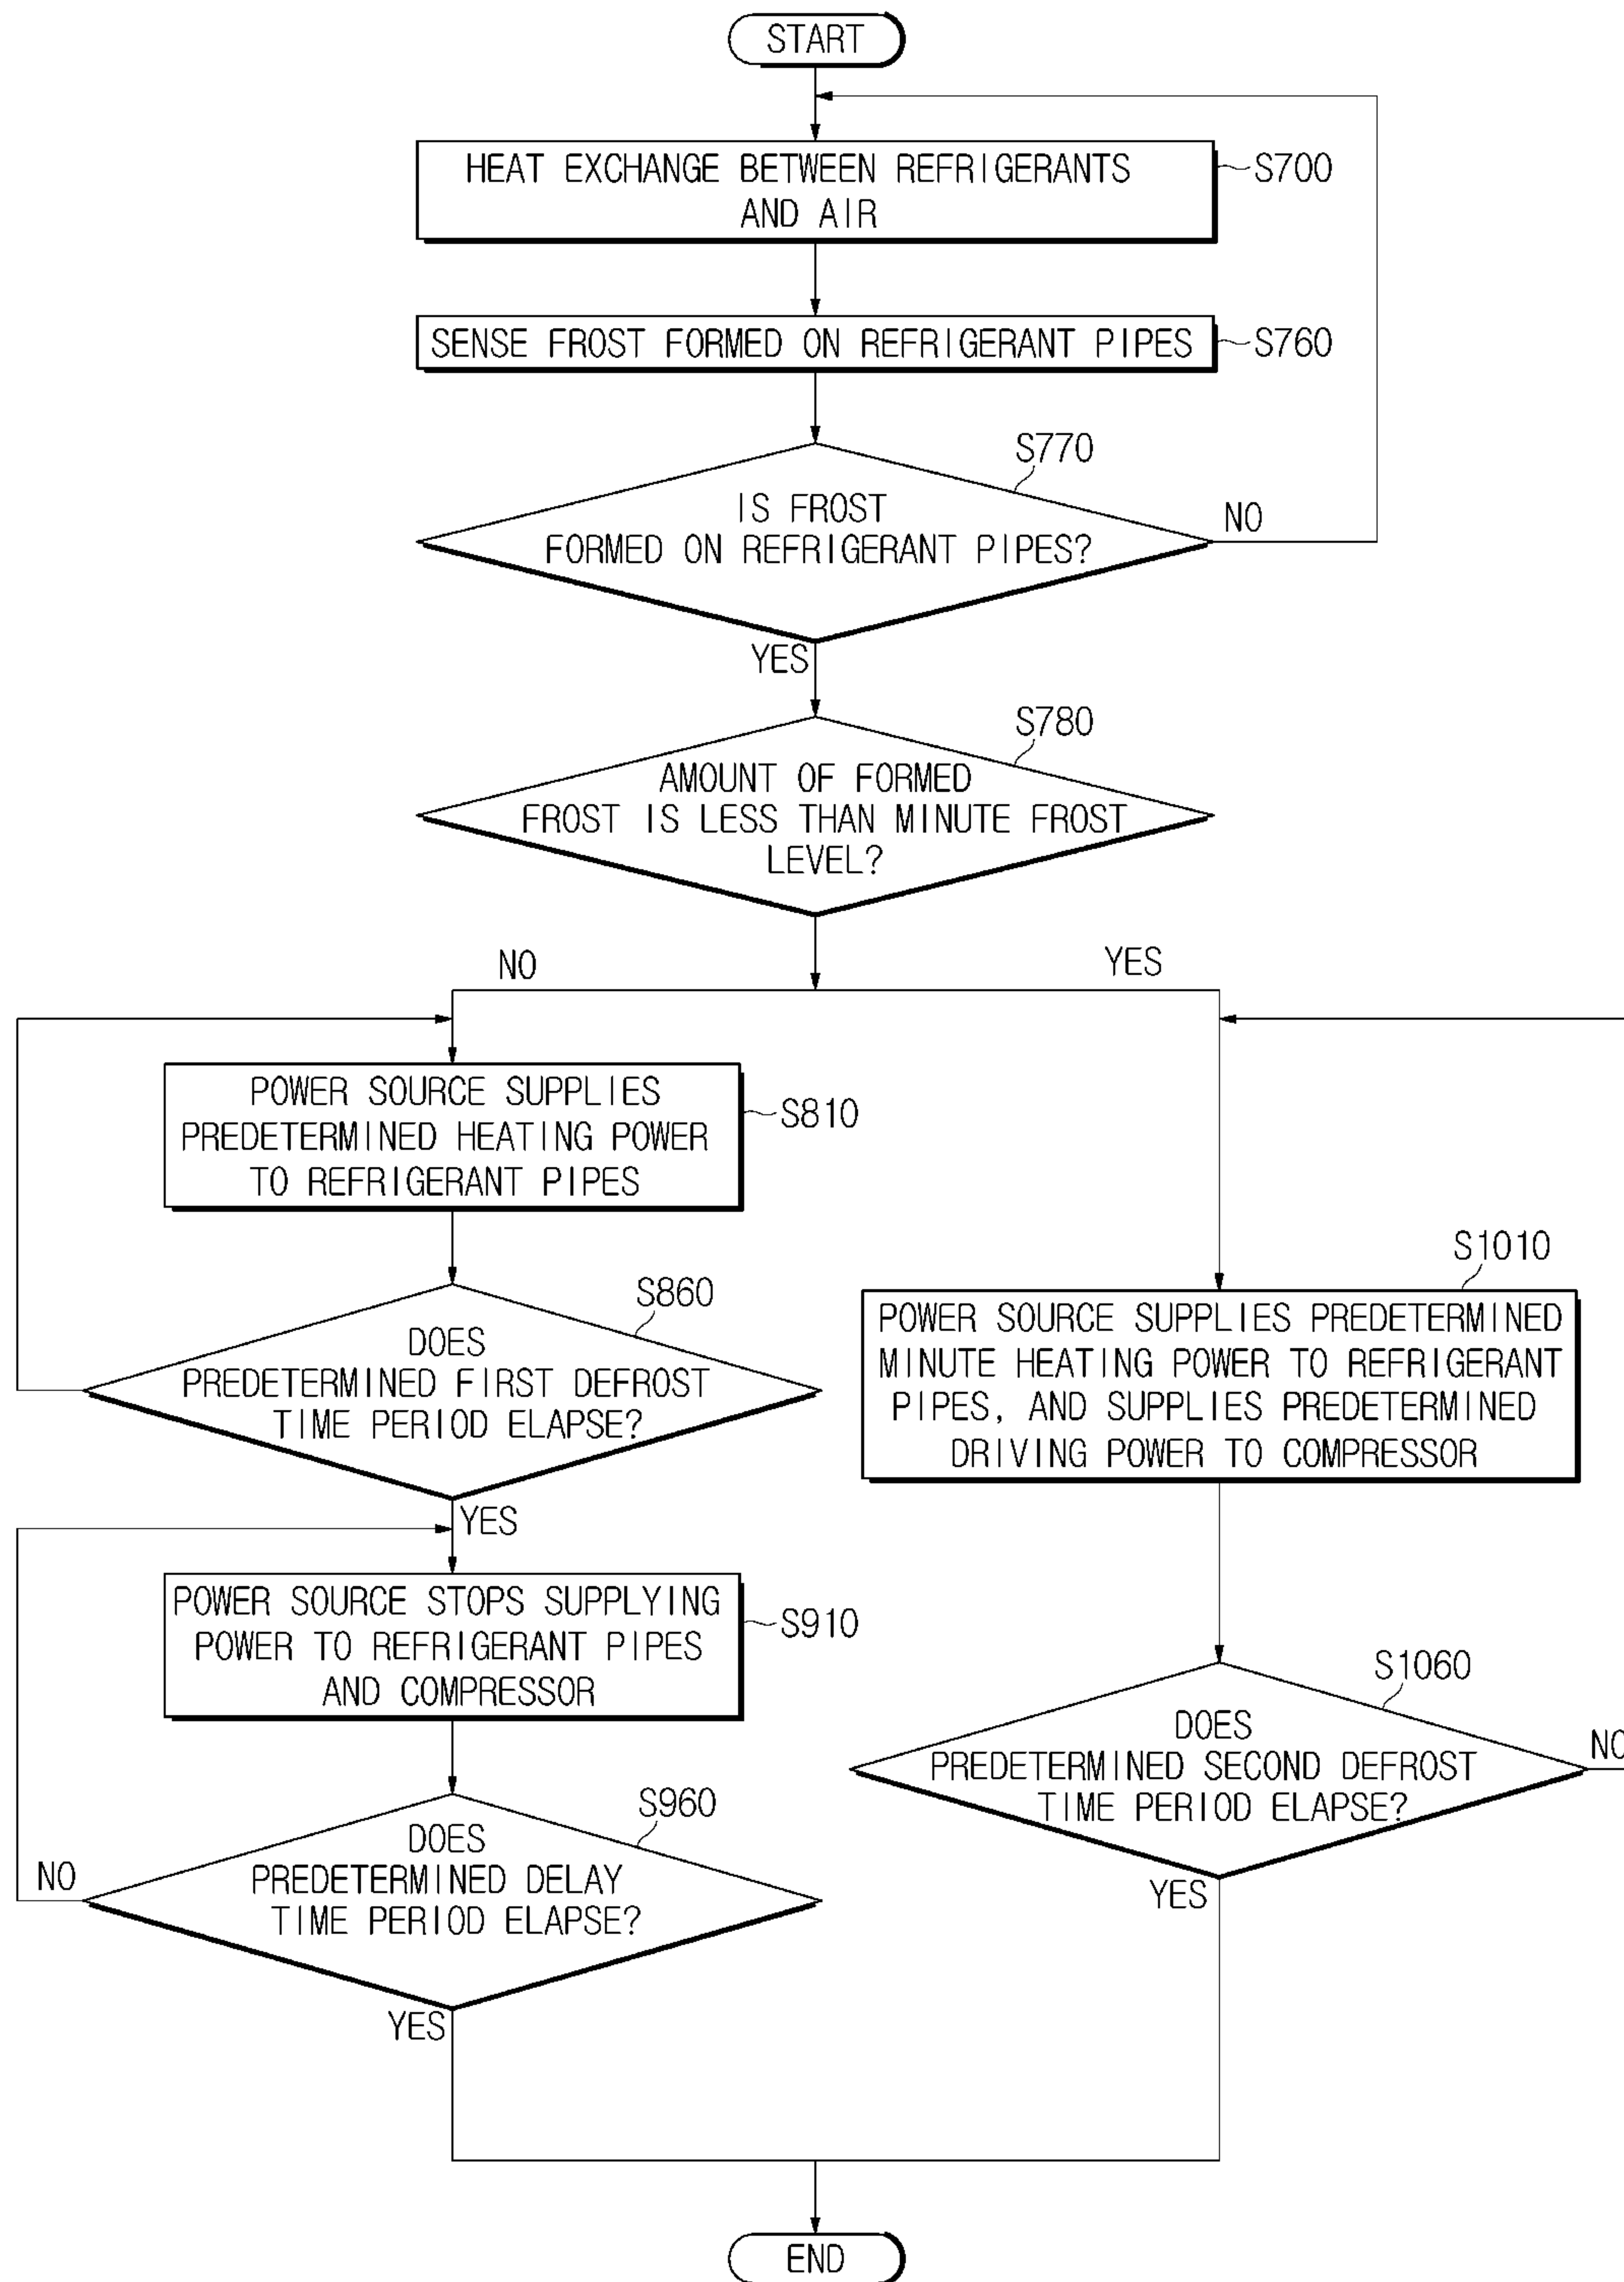 START
HEAT EXCHANGE BETWEEN REFRIGERANTS
AND AIR
S700
SENSE FROST FORMED ON REFRIGERANT PIPES
S760
S770
IS FROST
FORMED ON REFRIGERANT PIPES?
NO
YES
S780
AMOUNT OF FORMED
FROST IS LESS THAN MINUTE FROST
LEVEL?
NO
YES
POWER SOURCE SUPPLIES
PREDETERMINED HEATING POWER
TO REFRIGERANT PIPES
S810
S860
DOES
PREDETERMINED FIRST DEFROST
TIME PERIOD ELAPSE?
YES
POWER SOURCE STOPS SUPPLYING
POWER TO REFRIGERANT PIPES
AND COMPRESSOR
S910
S960
DOES
PREDETERMINED DELAY
TIME PERIOD ELAPSE?
NO
YES
S1010
POWER SOURCE SUPPLIES PREDETERMINED
MINUTE HEATING POWER TO REFRIGERANT
PIPES, AND SUPPLIES PREDETERMINED
DRIVING POWER TO COMPRESSOR
S1060
DOES
PREDETERMINED SECOND DEFROST
TIME PERIOD ELAPSE?
NO
YES
END